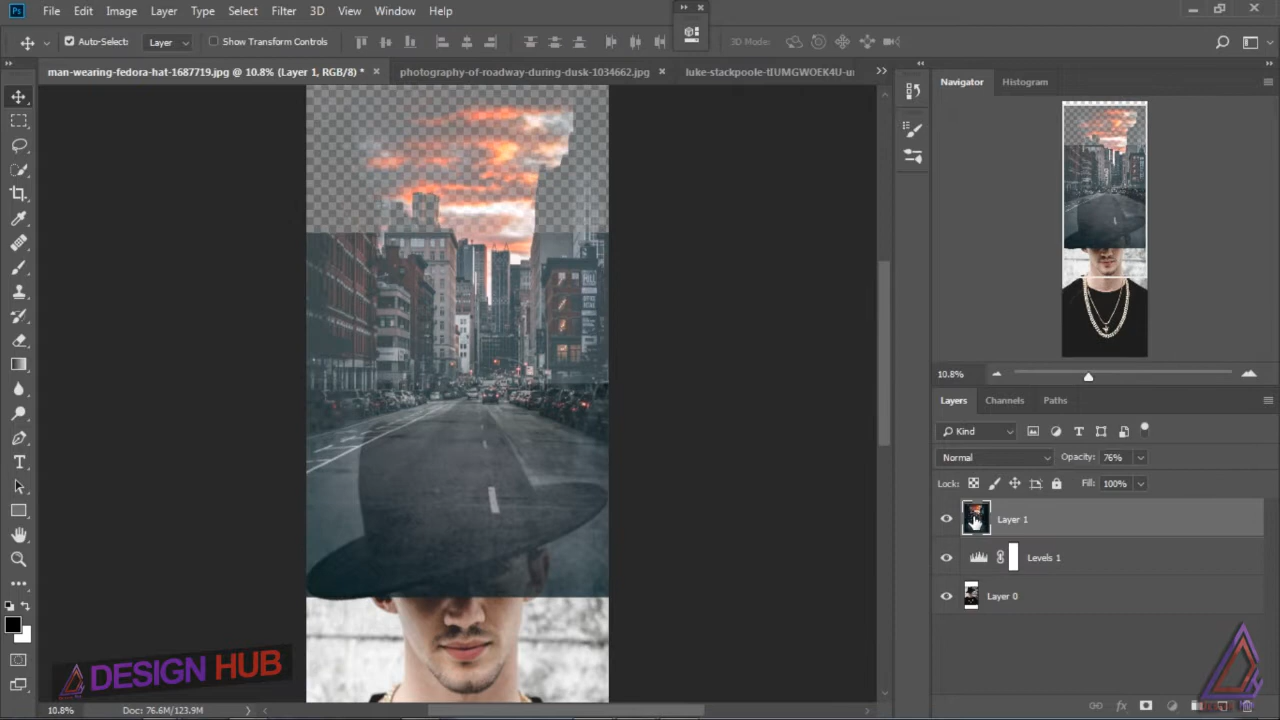 Ps File Edit Image Layer Type Select Filter 3D View Window Help
Auto-Select: Layer Show Transform Controls 3D Mode:
man-wearing-fedora-hat-1687719.jpg @ 10.8% (Layer 1, RGB/8) * × photography-of-roadway-during-dusk-1034662.jpg × luke-stackpoole-tIUMGWOEK4U-u
Navigator Histogram
10.8%
Layers Channels Paths
Kind
Normal Opacity: 76%
Lock: Fill: 100%
Layer 1
Levels 1
Layer 0
DESIGN HUB
10.8% Doc: 76.6M/123.9M